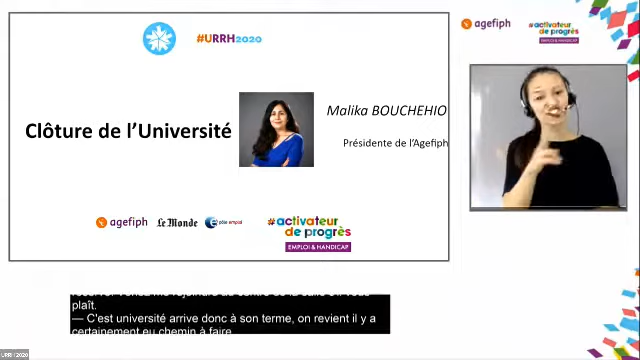 #URRH2020
agefiph
#activateur
de progrès
EMPLOI & HANDICAP
Clôture de l'Université
Malika BOUCHEHIO
Présidente de l'Agefiph
agefiph
Le Monde
pôle emploi
#activateur
de progrès
EMPLOI & HANDICAP
plaît.
— C'est université arrive donc à son terme, on revient il y a
certainement eu chemin à faire
URRH 2020